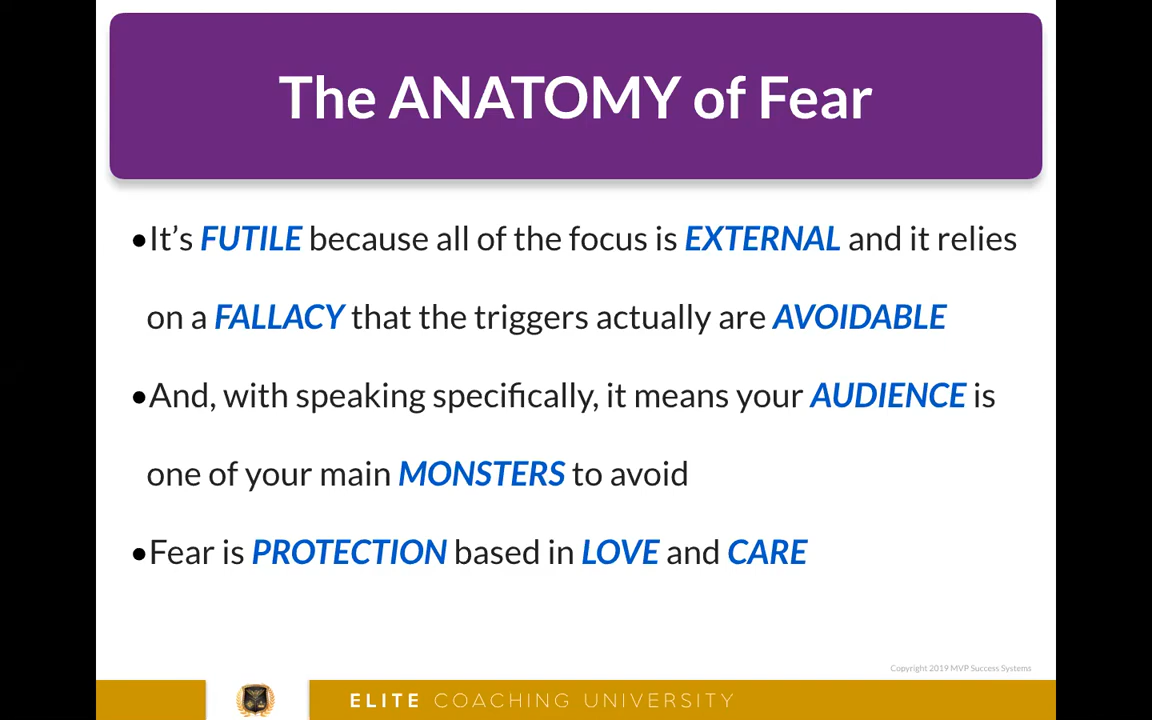 The ANATOMY of Fear
•It’s FUTILE because all of the focus is EXTERNAL and it relies
on a FALLACY that the triggers actually are AVOIDABLE
•And, with speaking specifically, it means your AUDIENCE is
one of your main MONSTERS to avoid
•Fear is PROTECTION based in LOVE and CARE
Copyright 2019 MVP Success Systems
ELITE COACHING UNIVERSITY